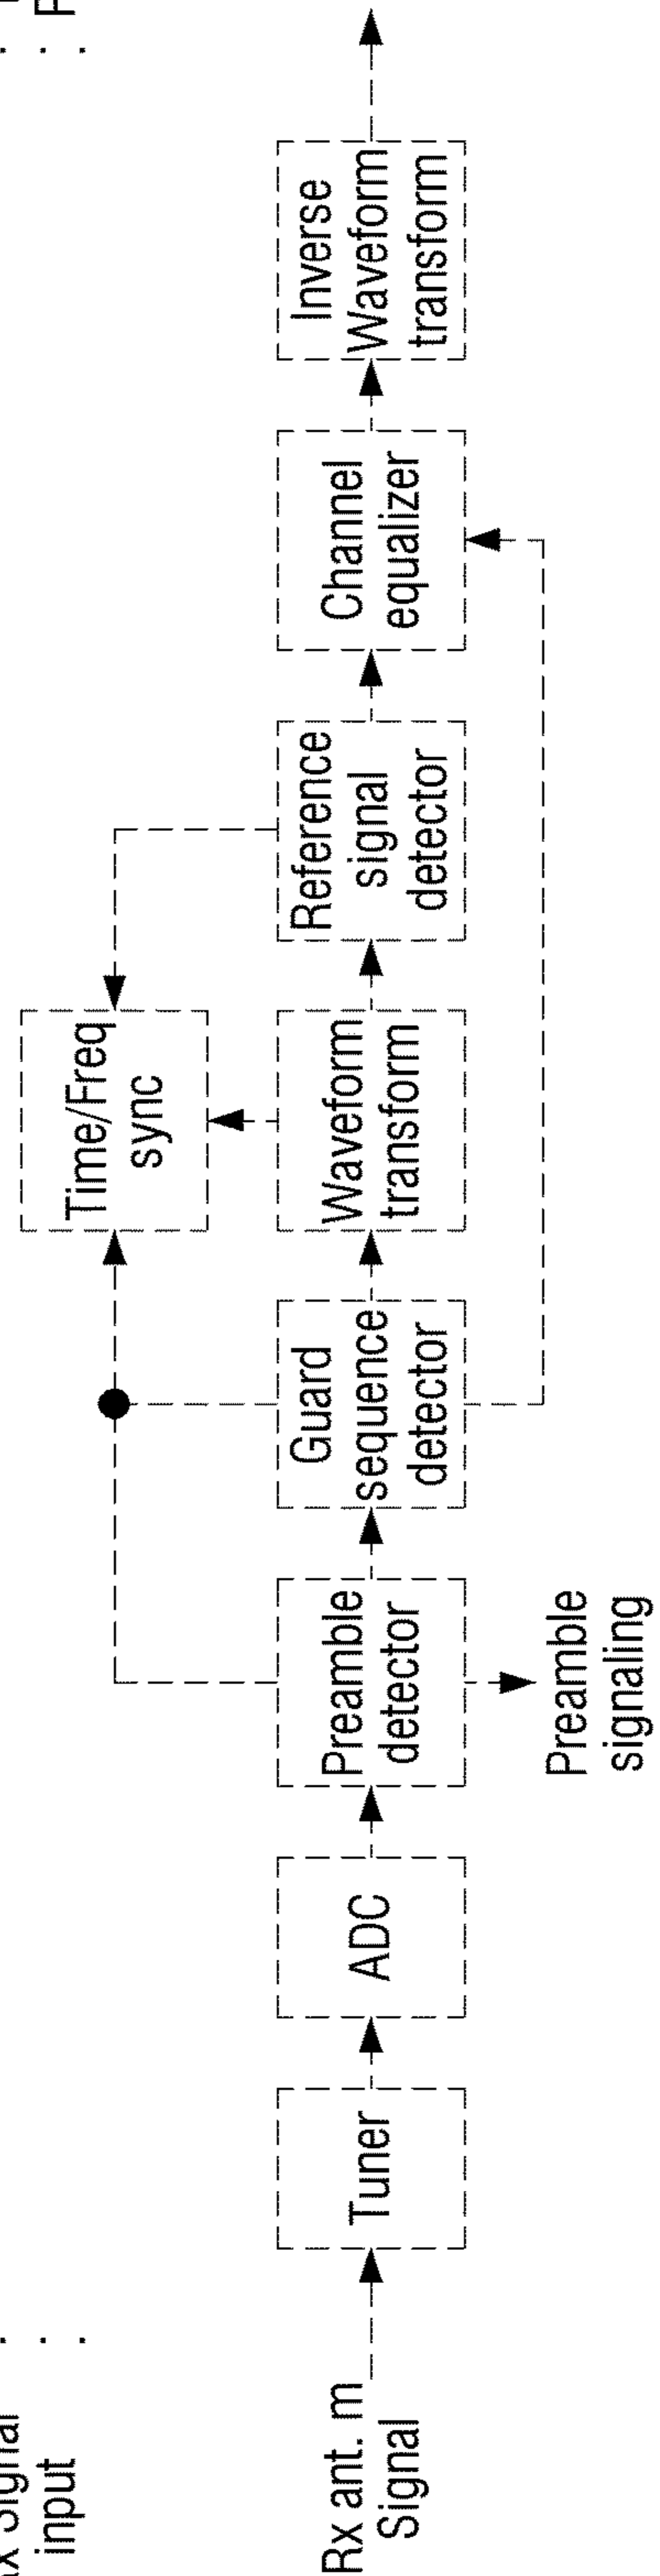 input
Rx ant. m
Signal
Tuner
ADC
Preamble
detector
Preamble
signaling
Guard
sequence
detector
Time/Freq
sync
Waveform
transform
Reference
signal
detector
Channel
equalizer
Inverse
Waveform
transform